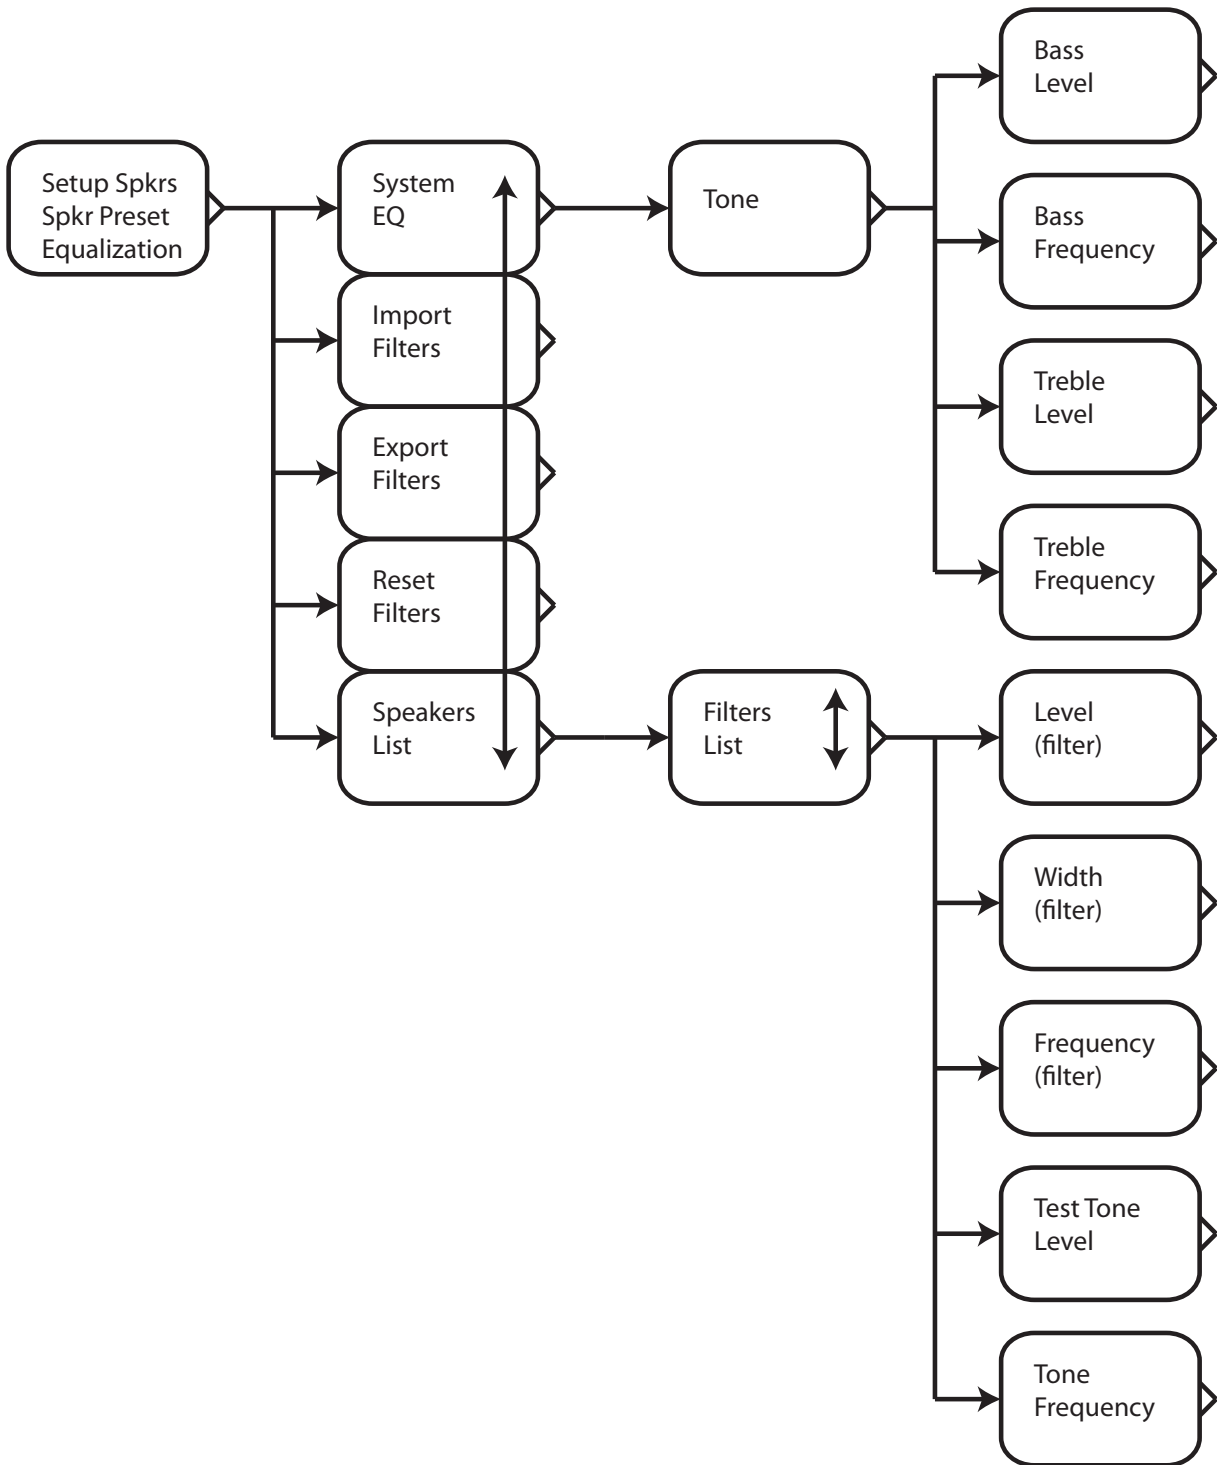 Setup Spkrs
Spkr Preset
Equalization
System
EQ
Import
Filters
Export
Filters
Reset
Filters
Speakers
List
Tone
Filters
List
Bass
Level
Bass
Frequency
Treble
Level
Treble
Frequency
Level
(filter)
Width
(filter)
Frequency
(filter)
Test Tone
Level
Tone
Frequency